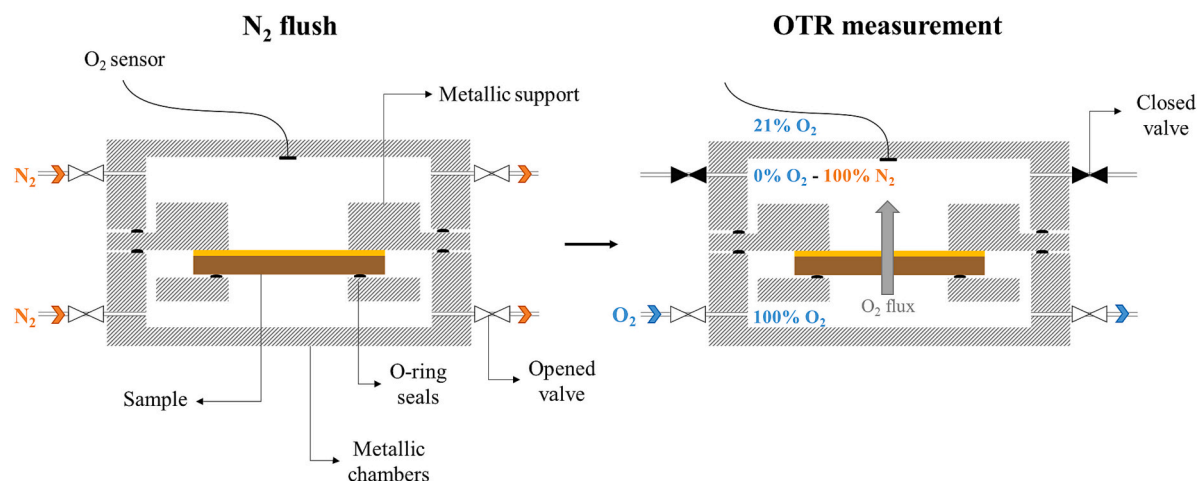 N₂ flush
O₂ sensor
Metallic support
N₂
N₂
Sample
O-ring
seals
Opened
valve
Metallic
chambers
OTR measurement
Closed
valve
21% O₂
0% O₂ - 100% N₂
O₂
100% O₂
O₂ flux